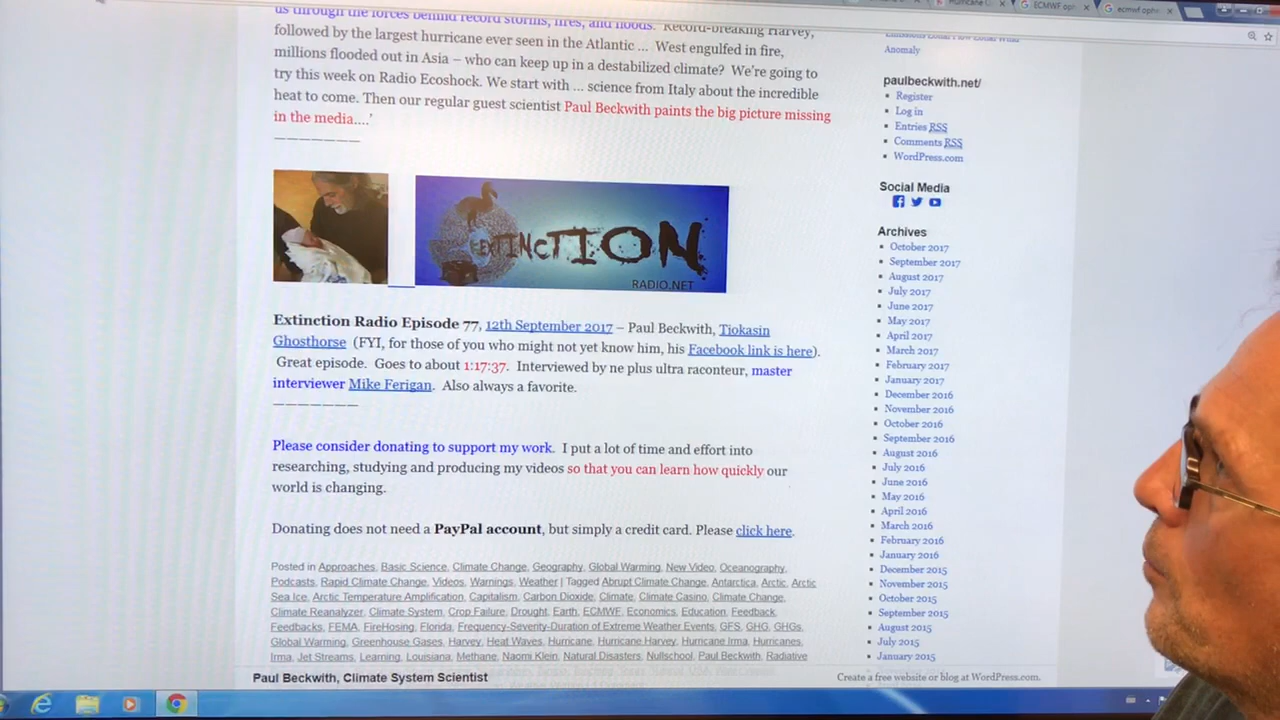 us through the forces behind record storms, fires, and floods. Record-breaking Harvey,
followed by the largest hurricane ever seen in the Atlantic ... West engulfed in fire,
millions flooded out in Asia – who can keep up in a destabilized climate? We're going to
try this week on Radio Ecoshock. We start with ... science from Italy about the incredible
heat to come. Then our regular guest scientist Paul Beckwith paints the big picture missing
in the media....'
———————
EXTINCTION
RADIO.NET
Extinction Radio Episode 77, 12th September 2017 – Paul Beckwith, Tiokasin
Ghosthorse (FYI, for those of you who might not yet know him, his Facebook link is here).
Great episode. Goes to about 1:17:37. Interviewed by ne plus ultra raconteur, master
interviewer Mike Ferigan. Also always a favorite.
———————
Please consider donating to support my work. I put a lot of time and effort into
researching, studying and producing my videos so that you can learn how quickly our
world is changing.
Donating does not need a PayPal account, but simply a credit card. Please click here.
Posted in Approaches, Basic Science, Climate Change, Geography, Global Warming, New Video, Oceanography,
Podcasts, Rapid Climate Change, Videos, Warnings, Weather | Tagged Abrupt Climate Change, Antarctica, Arctic, Arctic
Sea Ice, Arctic Temperature Amplification, Capitalism, Carbon Dioxide, Climate, Climate Casino, Climate Change,
Climate Reanalyzer, Climate System, Crop Failure, Drought, Earth, ECMWF, Economics, Education, Feedback,
Feedbacks, FEMA, FireHosing, Florida, Frequency-Severity-Duration of Extreme Weather Events, GFS, GHG, GHGs,
Global Warming, Greenhouse Gases, Harvey, Heat Waves, Hurricane, Hurricane Harvey, Hurricane Irma, Hurricanes,
Irma, Jet Streams, Learning, Louisiana, Methane, Naomi Klein, Natural Disasters, Nullschool, Paul Beckwith, Radiative
Paul Beckwith, Climate System Scientist
Create a free website or blog at WordPress.com.
ECMWF oph
ecmwf ophe
Anomaly
paulbeckwith.net/
Register
Log in
Entries RSS
Comments RSS
WordPress.com
Social Media
Archives
October 2017
September 2017
August 2017
July 2017
June 2017
May 2017
April 2017
March 2017
February 2017
January 2017
December 2016
November 2016
October 2016
September 2016
August 2016
July 2016
June 2016
May 2016
April 2016
March 2016
February 2016
January 2016
December 2015
November 2015
October 2015
September 2015
August 2015
July 2015
January 2015